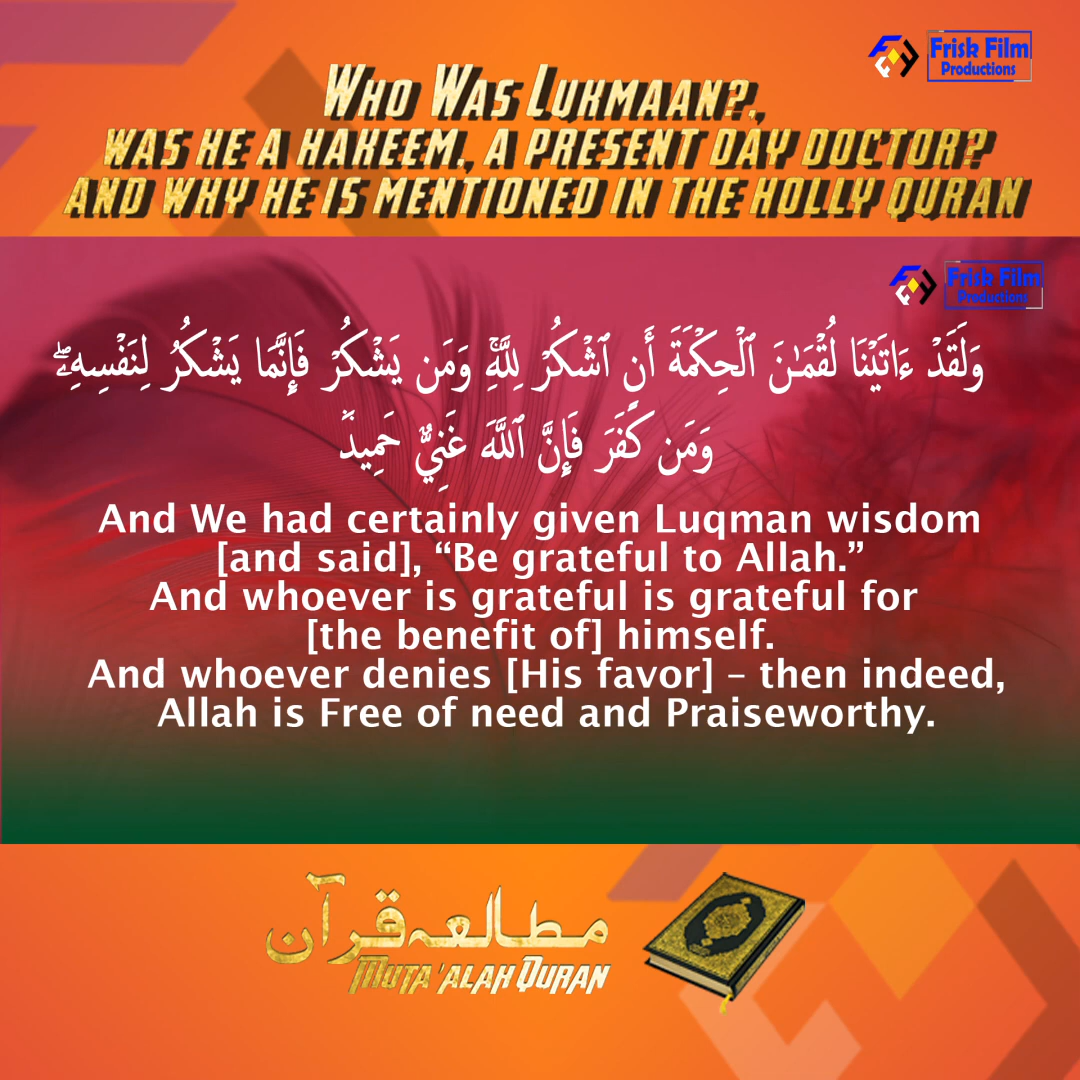 Frisk Film
Productions
WHO WAS LUKMAAN?.,
WAS HE A HAKEEM., A PRESENT DAY DOCTOR?
AND WHY HE IS MENTIONED IN THE HOLLY QURAN
Frisk Film
Productions
وَلَقَدْ ءَاتَيْنَا لُقْمَـٰنَ ٱلْحِكْمَةَ أَنِ ٱشْكُرْ لِلَّهِۚ وَمَن يَشْكُرْ فَإِنَّمَا يَشْكُرُ لِنَفْسِهِۦۖ
وَمَن كَفَرَ فَإِنَّ ٱللَّهَ غَنِىٌّ حَمِيدٌ
And We had certainly given Luqman wisdom
[and said], “Be grateful to Allah.”
And whoever is grateful is grateful for
[the benefit of] himself.
And whoever denies [His favor] – then indeed,
Allah is Free of need and Praiseworthy.
مطالعہ قرآن
MUTA'ALAH QURAN